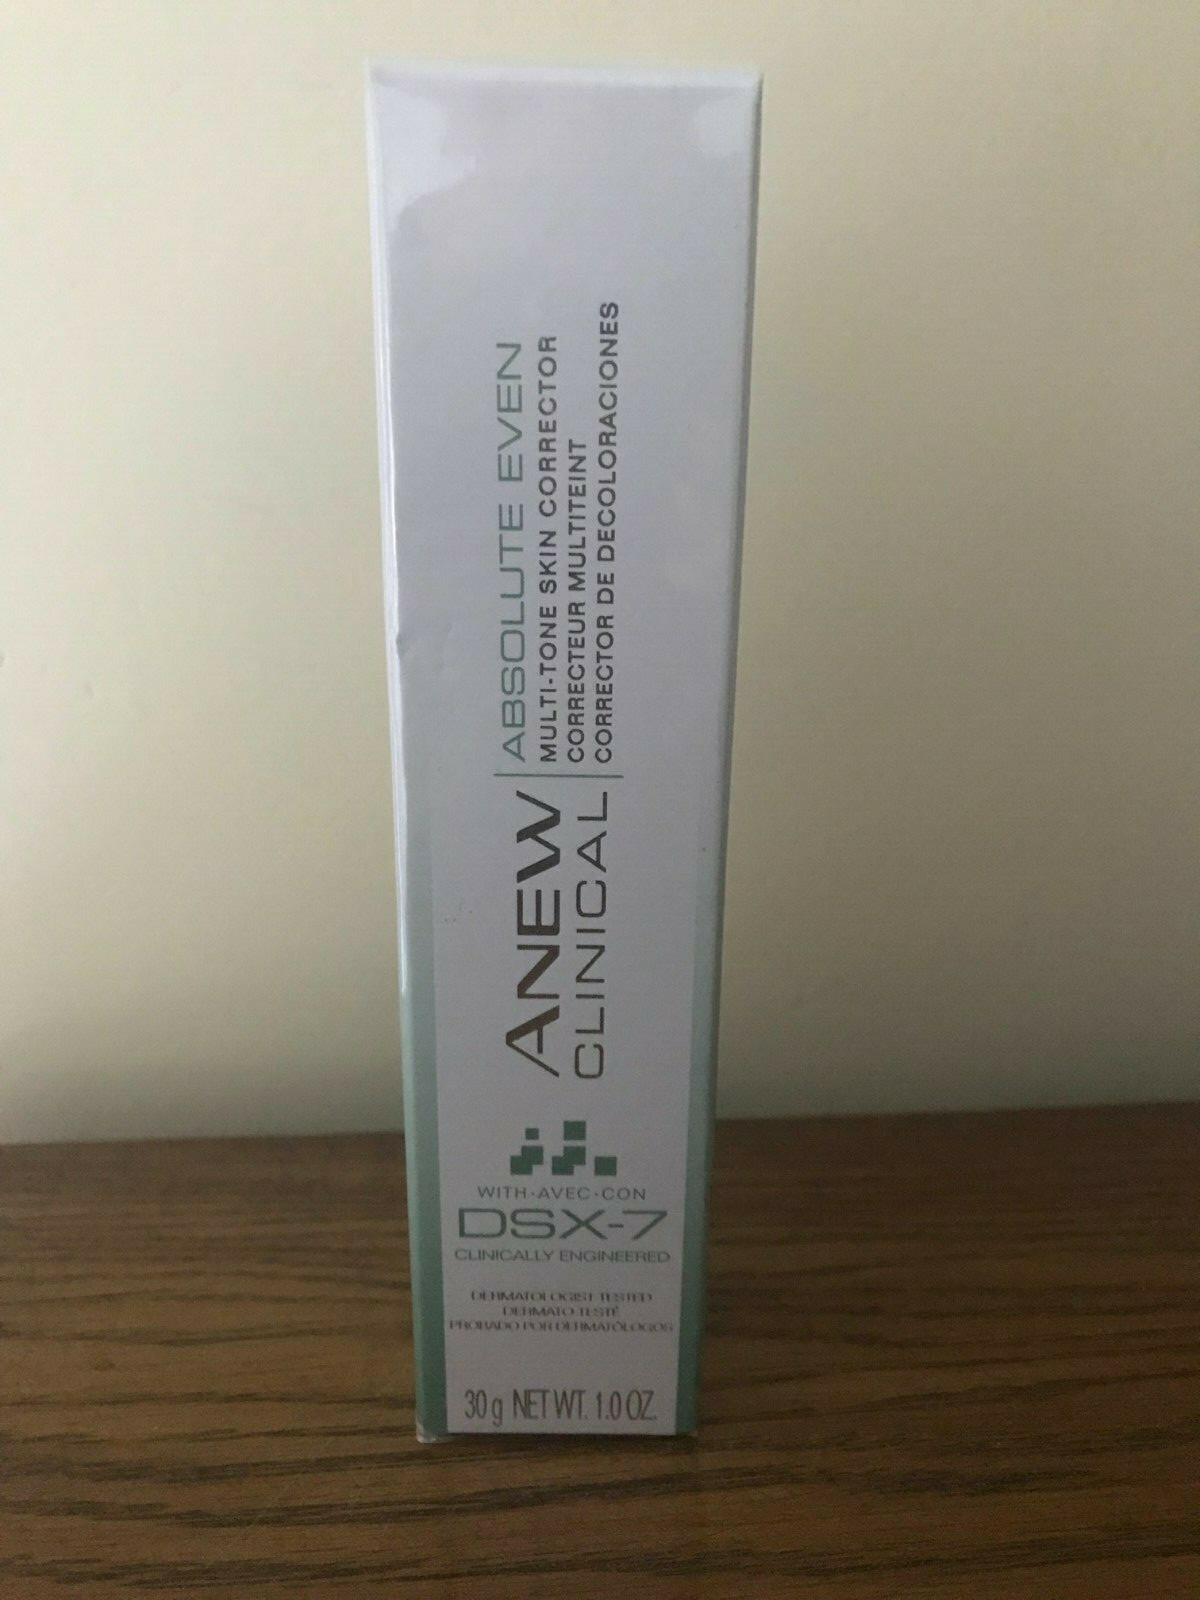 ANEW
CLINICAL
ABSOLUTE EVEN
MULTI-TONE SKIN CORRECTOR
CORRECTEUR MULTITEINT
CORRECTOR DE DECOLORACIONES
WITH·AVEC·CON
DSX-7
CLINICALLY ENGINEERED
DERMATOLOGIST TESTED
DERMATO TESTÉ
PROBADO POR DERMATÓLOGOS
30 g NET WT. 1.0 OZ.